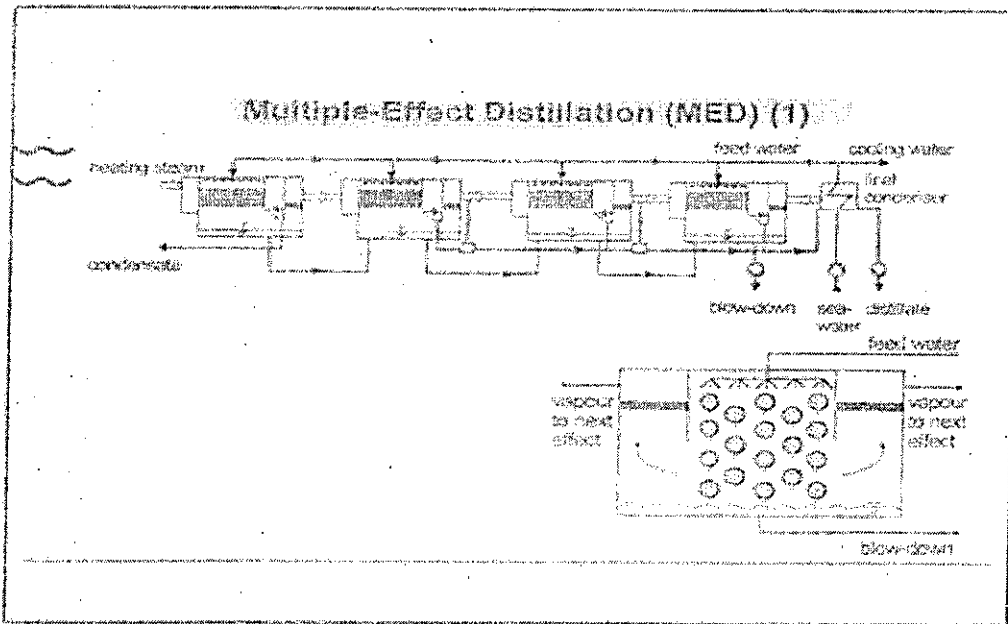 Multiple-Effect Distillation (MED) (1)
heating steam
feed water
cooling water
final
condenser
condensate
blow-down
sea-
water
distillate
feed water
vapour
to next
effect
vapour
to next
effect
blow-down